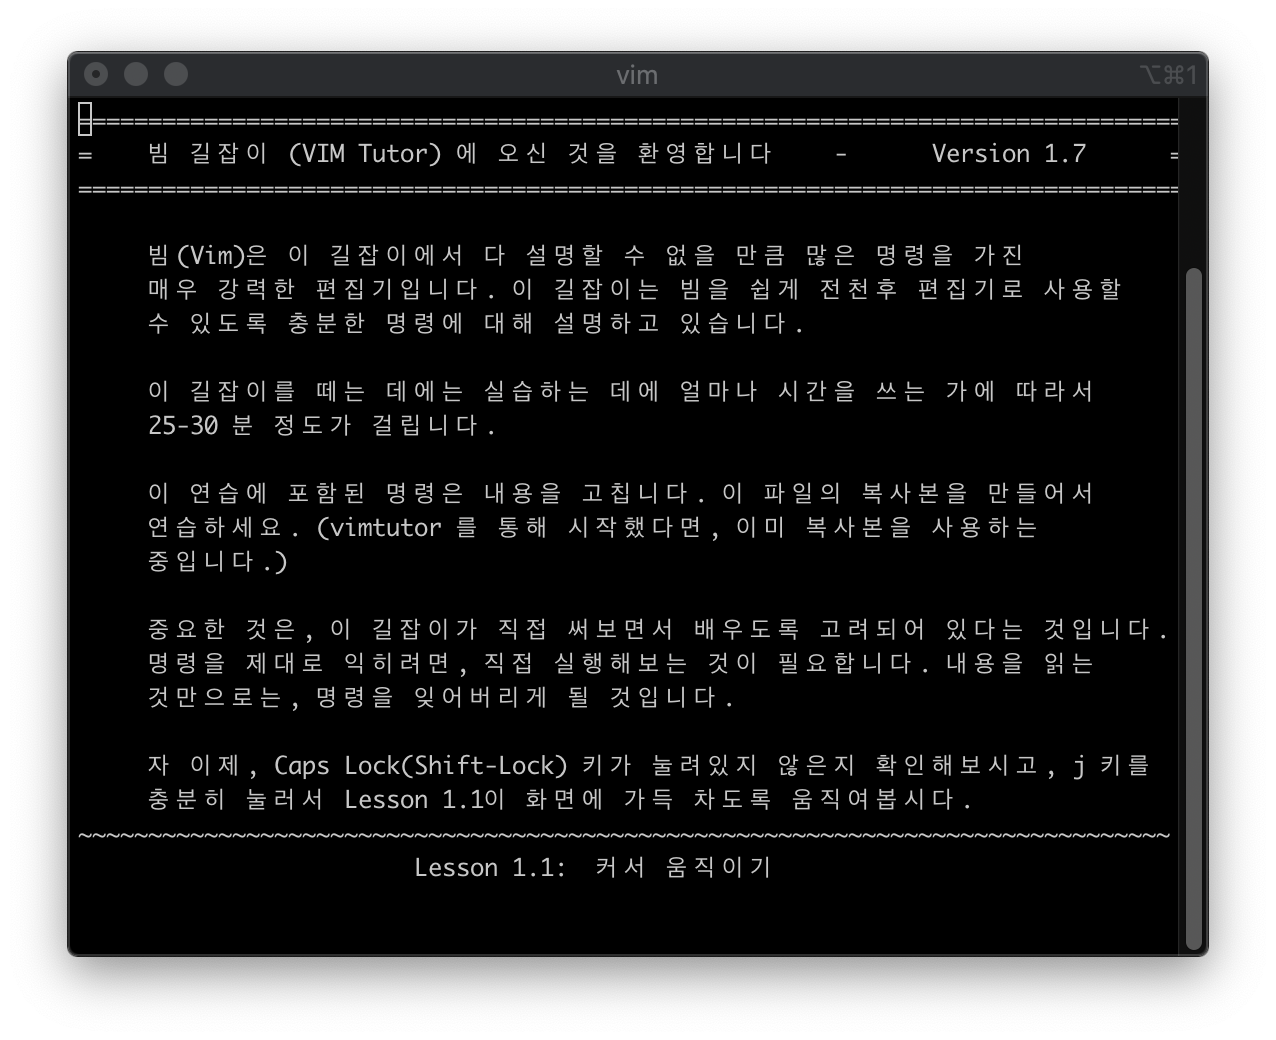 vim
⌥⌘1
===============================================================================
=    빔 길잡이 (VIM Tutor) 에 오신 것을 환영합니다    -      Version 1.7      =
===============================================================================
빔(Vim)은 이 길잡이에서 다 설명할 수 없을 만큼 많은 명령을 가진
매우 강력한 편집기입니다. 이 길잡이는 빔을 쉽게 전천후 편집기로 사용할
수 있도록 충분한 명령에 대해 설명하고 있습니다.
이 길잡이를 떼는 데에는 실습하는 데에 얼마나 시간을 쓰는 가에 따라서
25-30 분 정도가 걸립니다.
이 연습에 포함된 명령은 내용을 고칩니다. 이 파일의 복사본을 만들어서
연습하세요. (vimtutor 를 통해 시작했다면, 이미 복사본을 사용하는
중입니다.)
중요한 것은, 이 길잡이가 직접 써보면서 배우도록 고려되어 있다는 것입니다.
명령을 제대로 익히려면, 직접 실행해보는 것이 필요합니다. 내용을 읽는
것만으로는, 명령을 잊어버리게 될 것입니다.
자 이제, Caps Lock(Shift-Lock) 키가 눌려있지 않은지 확인해보시고, j 키를
충분히 눌러서 Lesson 1.1이 화면에 가득 차도록 움직여봅시다.
~~~~~~~~~~~~~~~~~~~~~~~~~~~~~~~~~~~~~~~~~~~~~~~~~~~~~~~~~~~~~~~~~~~~~~~~~~~~~~
Lesson 1.1:  커서 움직이기